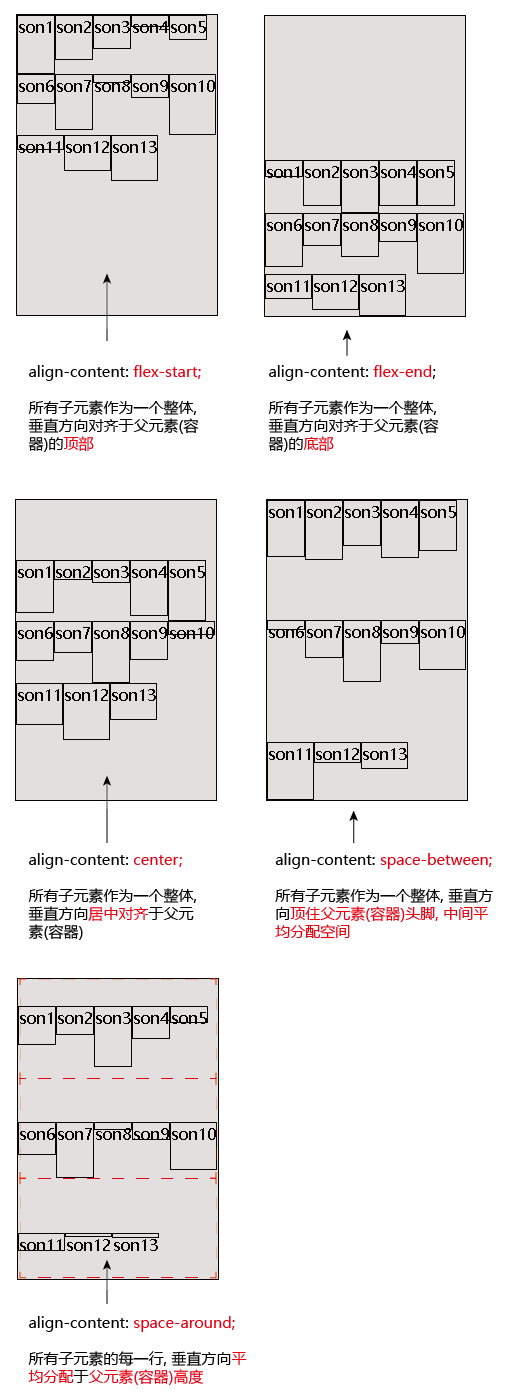 son1 son2 son3 son4 son5
son6 son7 son8 son9 son10
son11 son12 son13
align-content: flex-start;
所有子元素作为一个整体,
垂直方向对齐于父元素(容
器)的顶部
son1 son2 son3 son4 son5
son6 son7 son8 son9 son10
son11 son12 son13
align-content: flex-end;
所有子元素作为一个整体,
垂直方向对齐于父元素(容
器)的底部
son1 son2 son3 son4 son5
son6 son7 son8 son9 son10
son11 son12 son13
align-content: center;
所有子元素作为一个整体,
垂直方向居中对齐于父元
素(容器)
son1 son2 son3 son4 son5
son6 son7 son8 son9 son10
son11 son12 son13
align-content: space-between;
所有子元素作为一个整体, 垂直方
向顶住父元素(容器)头脚, 中间平
均分配空间
son1 son2 son3 son4 son5
son6 son7 son8 son9 son10
son11 son12 son13
align-content: space-around;
所有子元素的每一行, 垂直方向平
均分配于父元素(容器)高度